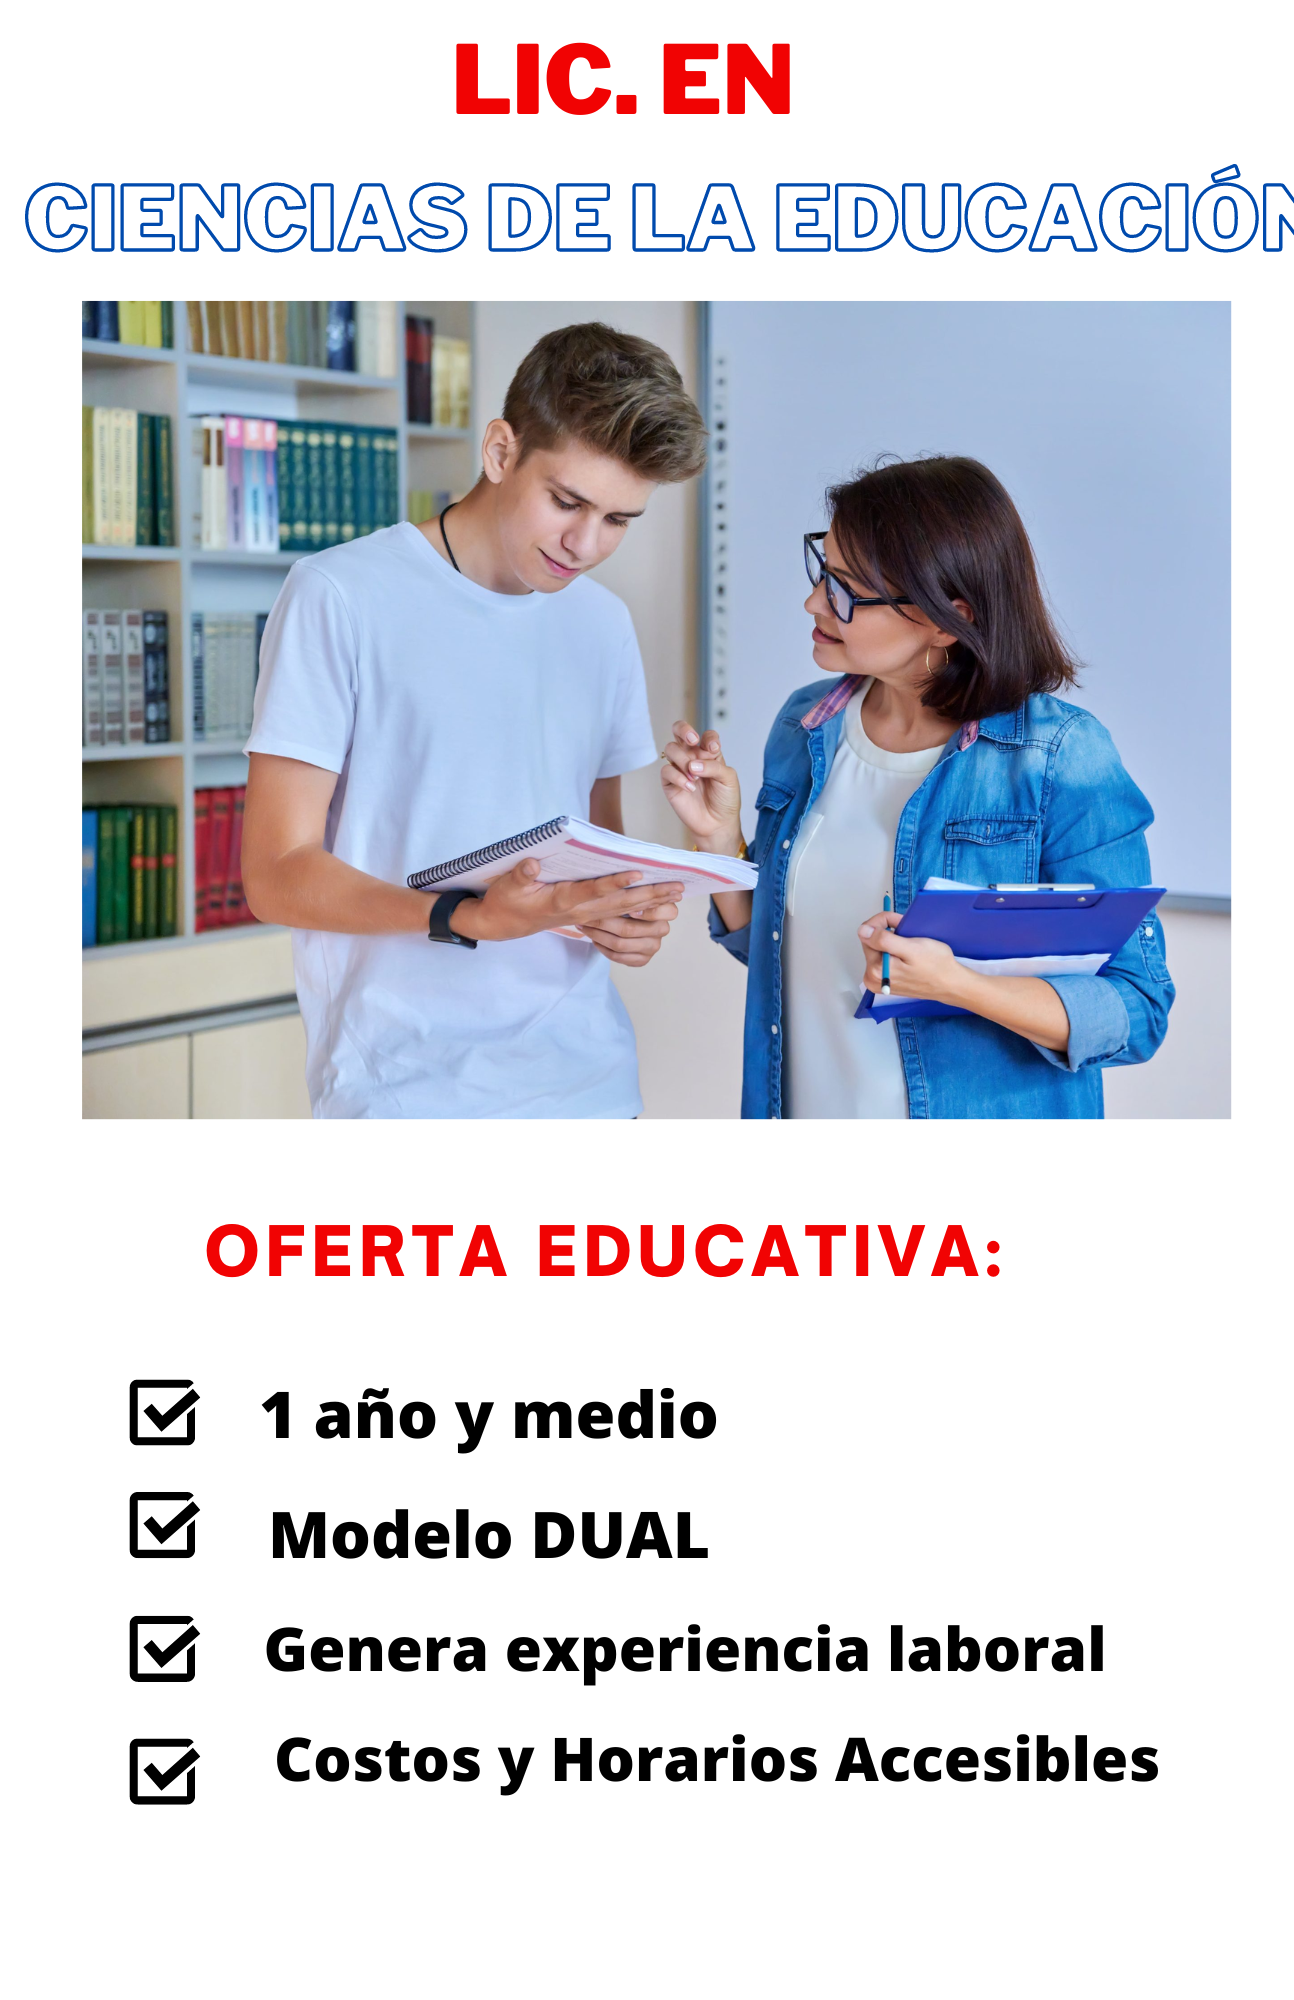 LIC. EN
CIENCIAS DE LA EDUCACIÓN
OFERTA EDUCATIVA:
1 año y medio
Modelo DUAL
Genera experiencia laboral
Costos y Horarios Accesibles